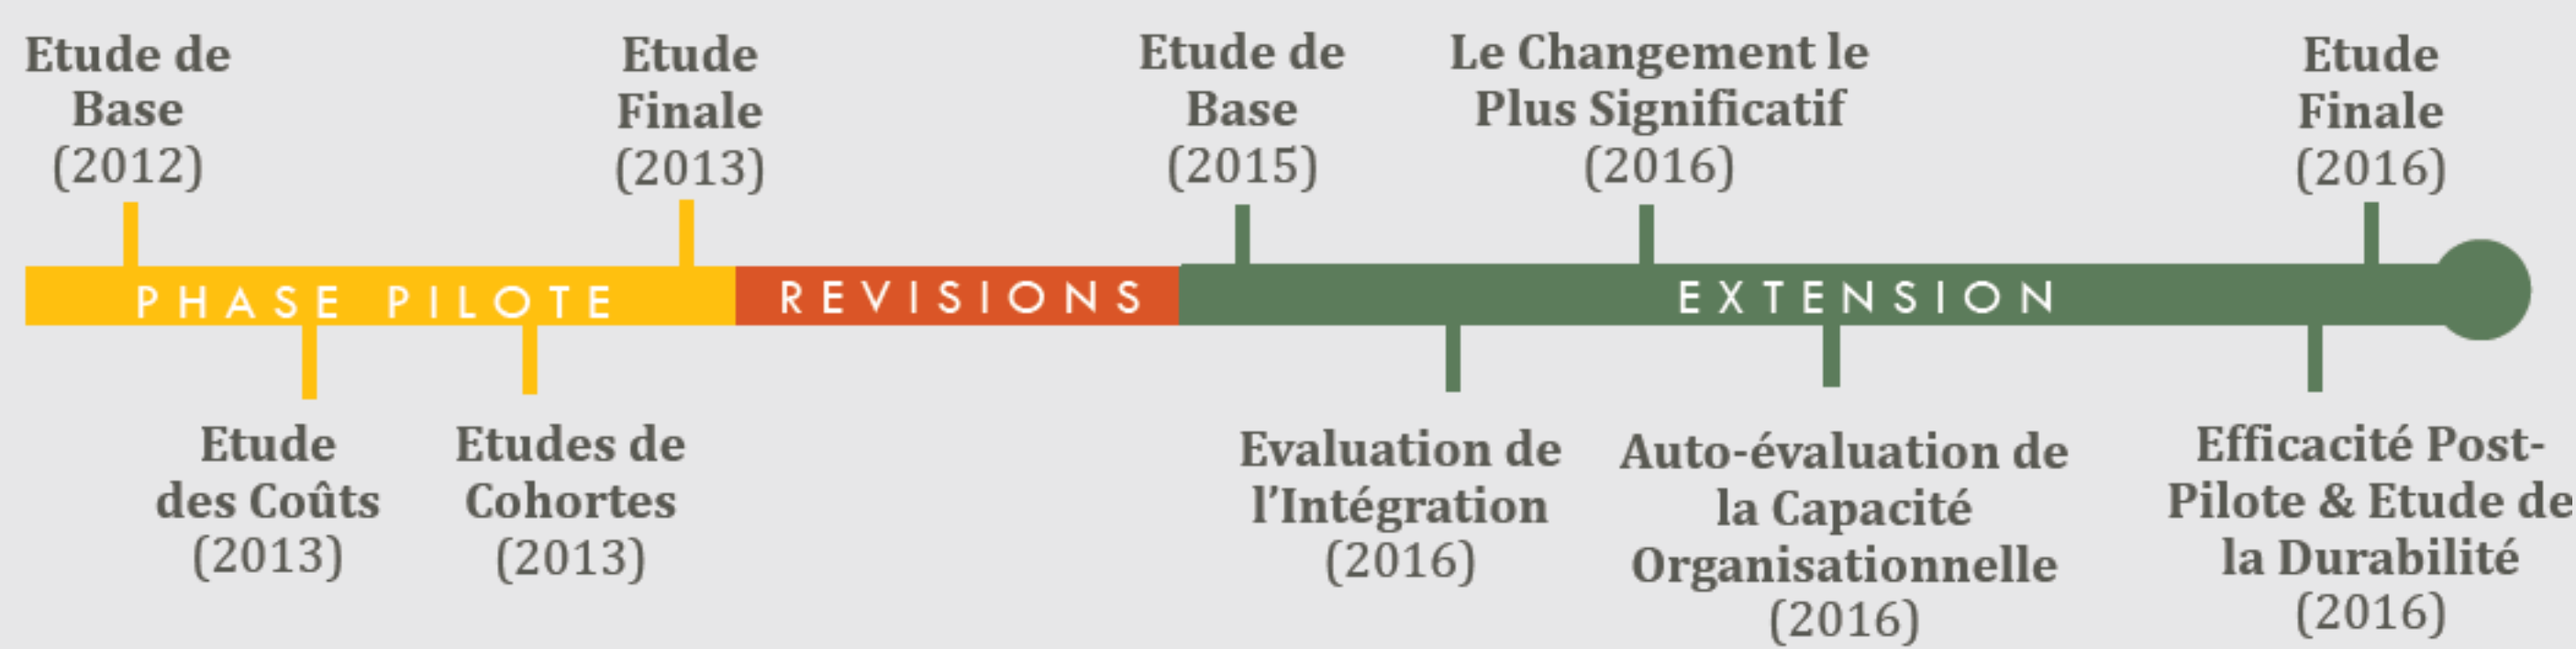 Etude de
Base
(2012)
Etude
Finale
(2013)
Etude de
Base
(2015)
Le Changement le
Plus Significatif
(2016)
Etude
Finale
(2016)
PHASE PILOTE
REVISIONS
EXTENSION
Etude
des Coûts
(2013)
Etudes de
Cohortes
(2013)
Evaluation de
l’Intégration
(2016)
Auto-évaluation de
la Capacité
Organisationnelle
(2016)
Efficacité Post-
Pilote & Etude de
la Durabilité
(2016)